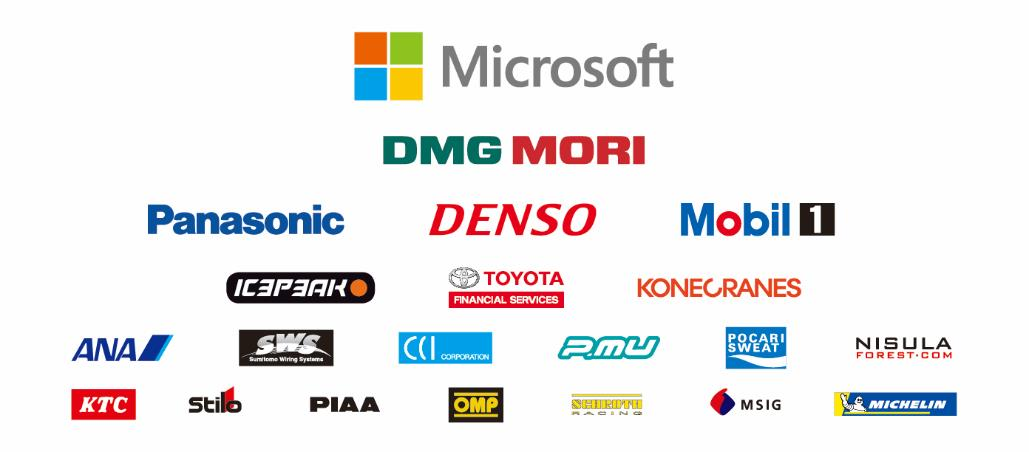 Microsoft
DMG MORI
Panasonic
DENSO
Mobil 1
ICEPEAK
TOYOTA
FINANCIAL SERVICES
KONECRANES
ANA
SWS
Sumitomo Wiring Systems
CCI CORPORATION
PMU
POCARI
SWEAT
NISULA
FOREST·COM
KTC
Stilo
PIAA
OMP
SCHROTH
RACING
MSIG
MICHELIN